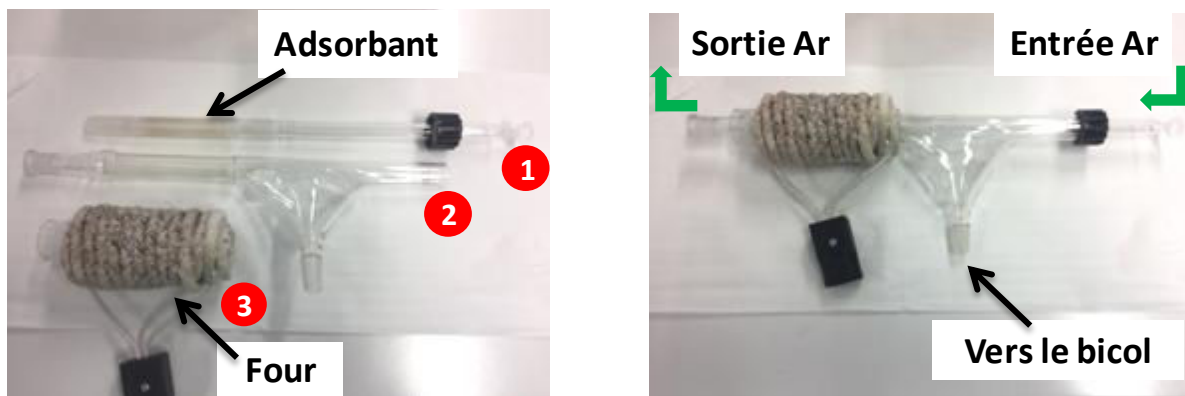 Adsorbant
1
2
3
Four
Sortie Ar
Entrée Ar
Vers le bicol